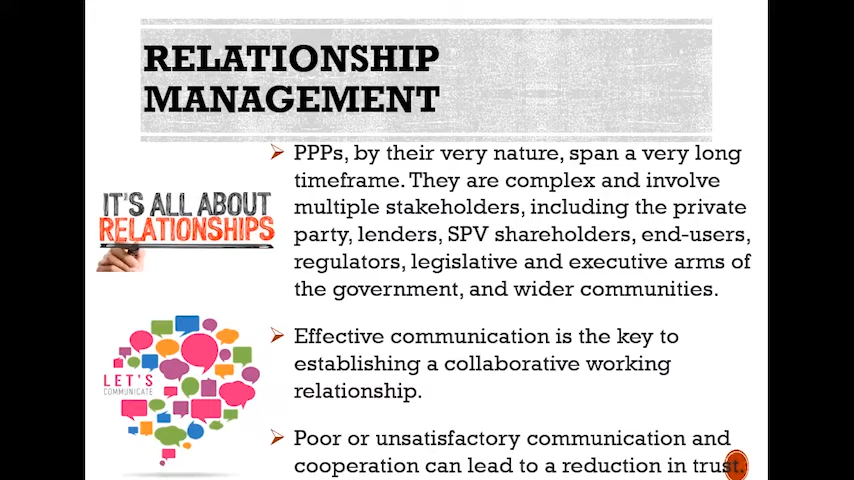 RELATIONSHIP
MANAGEMENT
PPPs, by their very nature, span a very long
timeframe. They are complex and involve
multiple stakeholders, including the private
party, lenders, SPV shareholders, end-users,
regulators, legislative and executive arms of
the government, and wider communities.
IT'S ALL ABOUT
RELATIONSHIPS
Effective communication is the key to
establishing a collaborative working
relationship.
LET'S
COMMUNICATE
Poor or unsatisfactory communication and
cooperation can lead to a reduction in trust.